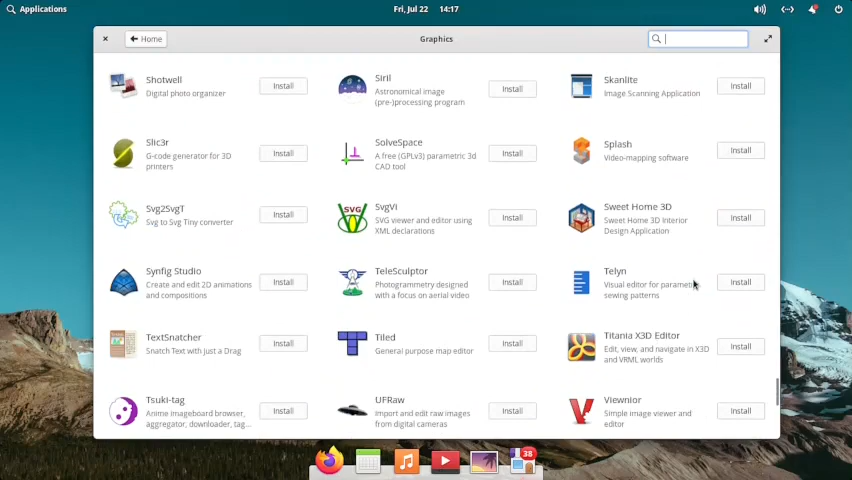 Applications
Fri, Jul 22 14:17
Home
Graphics
Shotwell
Digital photo organizer
Install
Siril
Astronomical image
(pre-)processing program
Install
Skanlite
Image Scanning Application
Install
Slic3r
G-code generator for 3D
printers
Install
SolveSpace
A free (GPLv3) parametric 3d
CAD tool
Install
Splash
Video-mapping software
Install
Svg2SvgT
Svg to Svg Tiny converter
Install
SVG
SvgVi
SVG viewer and editor using
XML declarations
Install
Sweet Home 3D
Sweet Home 3D Interior
Design Application
Install
Synfig Studio
Create and edit 2D animations
and compositions
Install
TeleSculptor
Photogrammetry designed
with a focus on aerial video
Install
Telyn
Visual editor for parametric
sewing patterns
Install
TextSnatcher
Snatch Text with just a Drag
Install
Tiled
General purpose map editor
Install
Titania X3D Editor
Edit, view, and navigate in X3D
and VRML worlds
Install
Tsuki-tag
Anime imageboard browser,
aggregator, downloader, tag...
Install
UFRaw
Import and edit raw images
from digital cameras
Install
Viewnior
Simple image viewer and
editor
Install
38